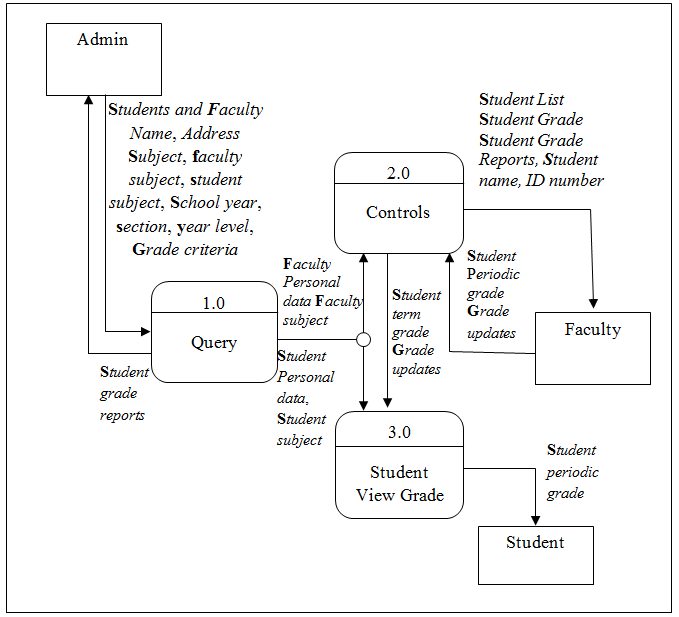 Admin
Students and Faculty
Name, Address
Subject, faculty
subject, student
subject, School year,
section, year level,
Grade criteria
Student List
Student Grade
Student Grade
Reports, Student
name, ID number
2.0
Controls
Faculty
Personal
data Faculty
subject
Student
Periodic
grade
Grade
updates
Student
term
grade
Grade
updates
1.0
Query
Faculty
Student
grade
reports
Student
Personal
data,
Student
subject
3.0
Student
View Grade
Student
periodic
grade
Student